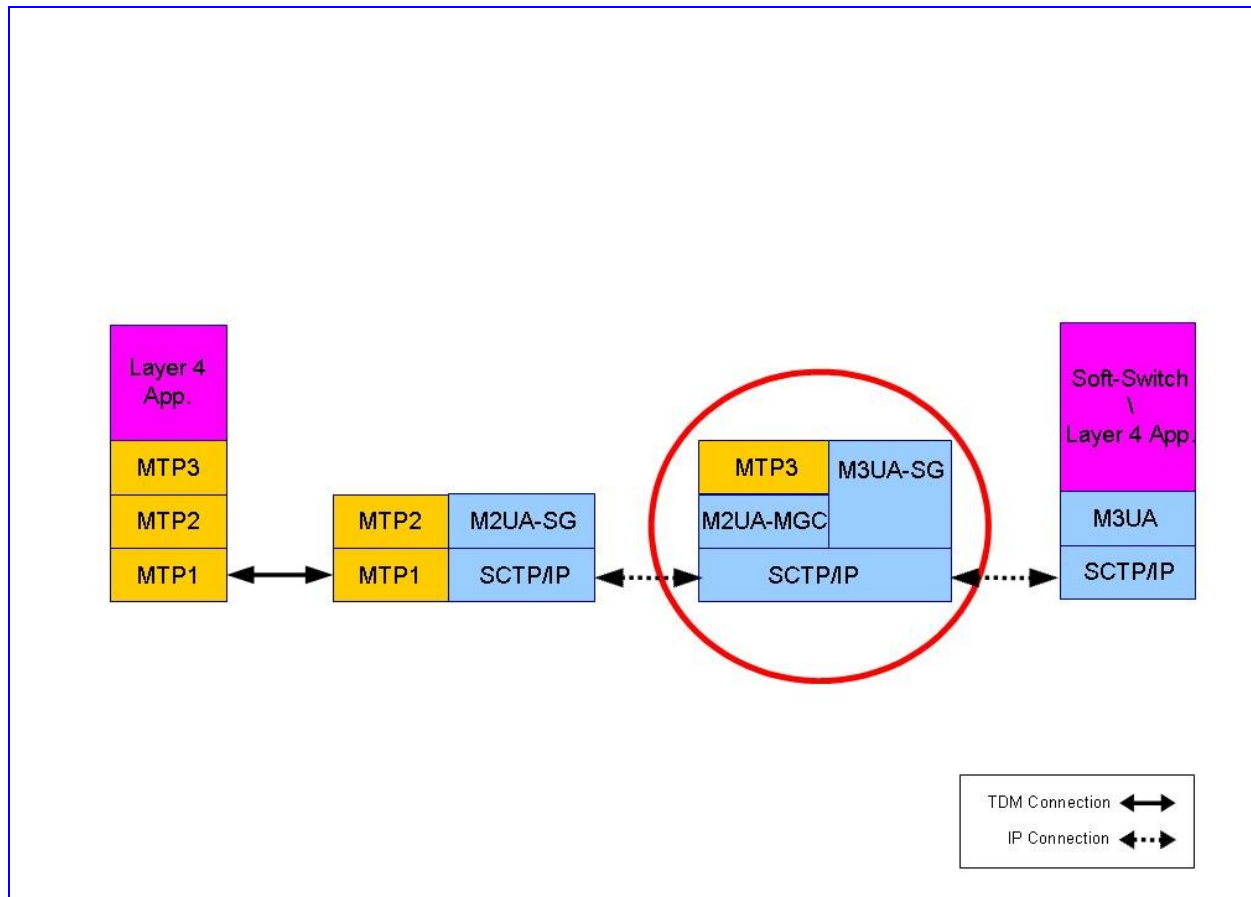 Layer 4
App.
MTP3
MTP2
MTP1
MTP2
M2UA-SG
MTP1
SCTP/IP
MTP3
M3UA-SG
M2UA-MGC
SCTP/IP
Soft-Switch
\
Layer 4 App.
M3UA
SCTP/IP
TDM Connection
IP Connection